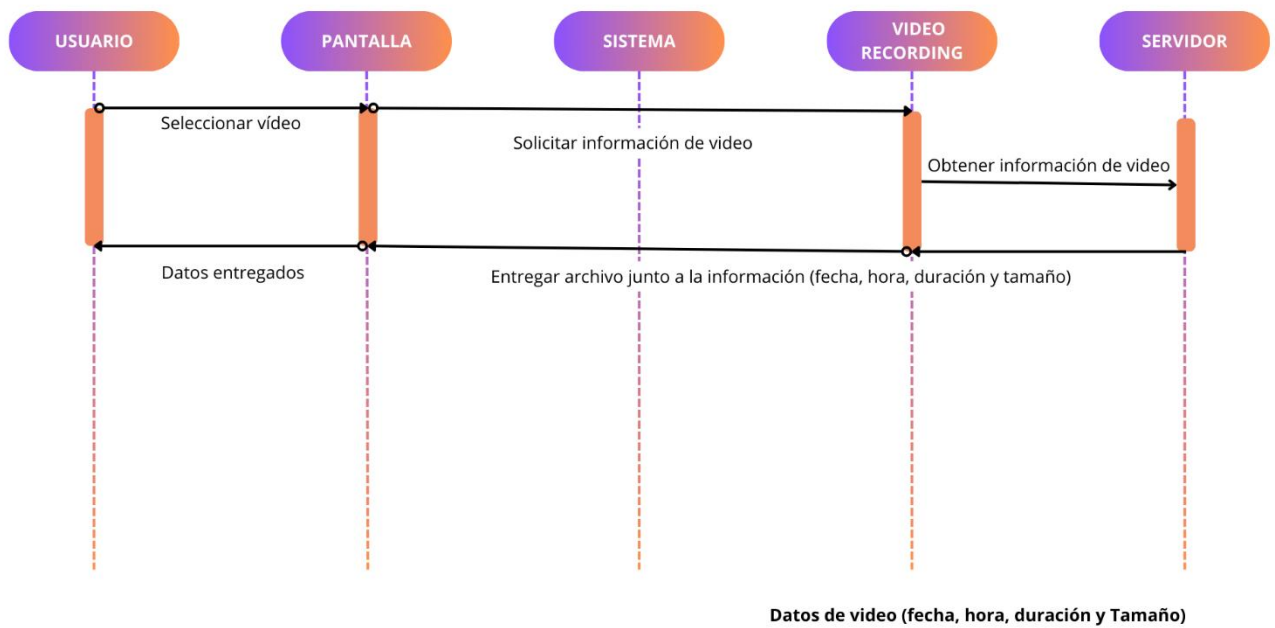 USUARIO
PANTALLA
SISTEMA
VIDEO
RECORDING
SERVIDOR
Seleccionar vídeo
Solicitar información de video
Obtener información de video
Datos entregados
Entregar archivo junto a la información (fecha, hora, duración y tamaño)
Datos de video (fecha, hora, duración y Tamaño)